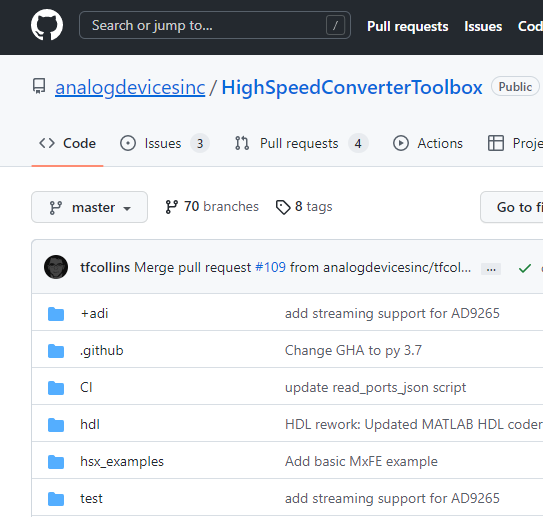 Search or jump to... / Pull requests Issues Cod
analogdevicesinc / HighSpeedConverterToolbox Public
Code Issues 3 Pull requests 4 Actions Proje
master 70 branches 8 tags Go to fi
tfcollins Merge pull request #109 from analogdevicesinc/tfcol... ...
+adi add streaming support for AD9265
.github Change GHA to py 3.7
CI update read_ports_json script
hdl HDL rework: Updated MATLAB HDL coder
hsx_examples Add basic MxFE example
test add streaming support for AD9265